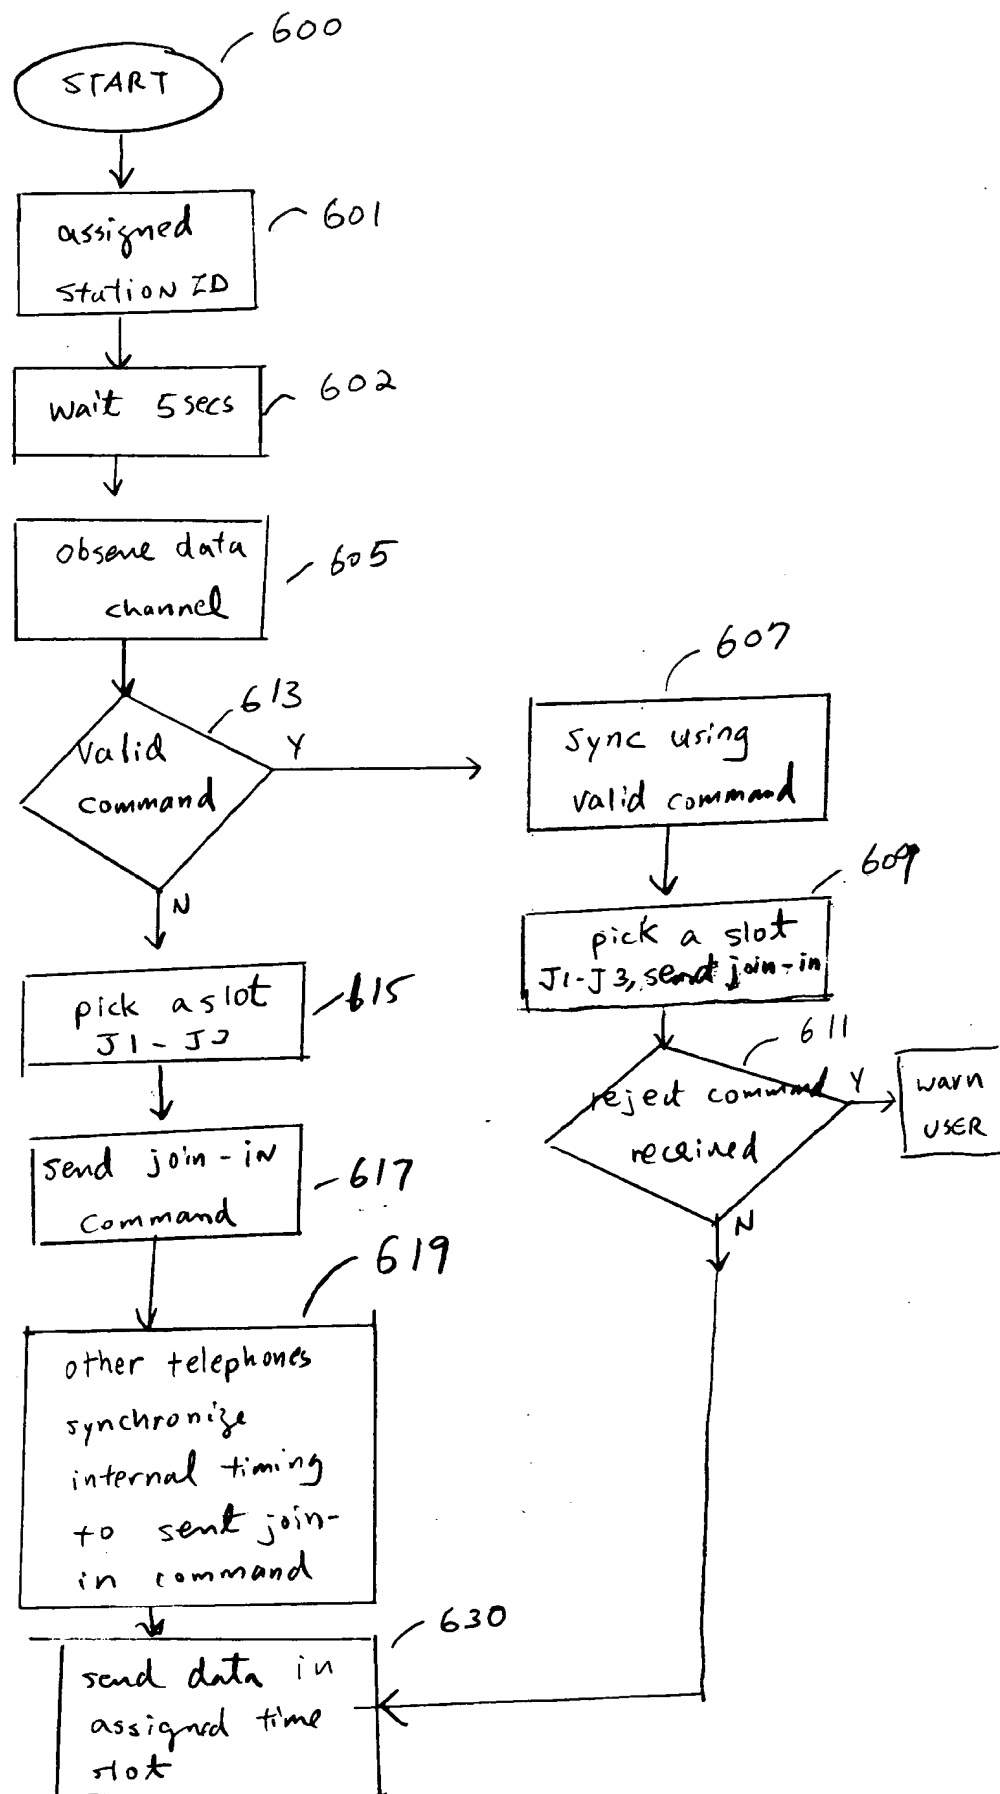 600
START
601
assigned
Station ID
602
wait 5secs
605
observe data
channel
613
valid
command
Y
N
607
sync using
valid command
609
pick a slot
J1-J3, send join-in
611
reject command
received
Y
N
warn
USER
615
pick a slot
J1 - J3
617
send join-in
command
619
other telephones
synchronize
internal timing
to sent join-
in command
630
send data in
assigned time
slot